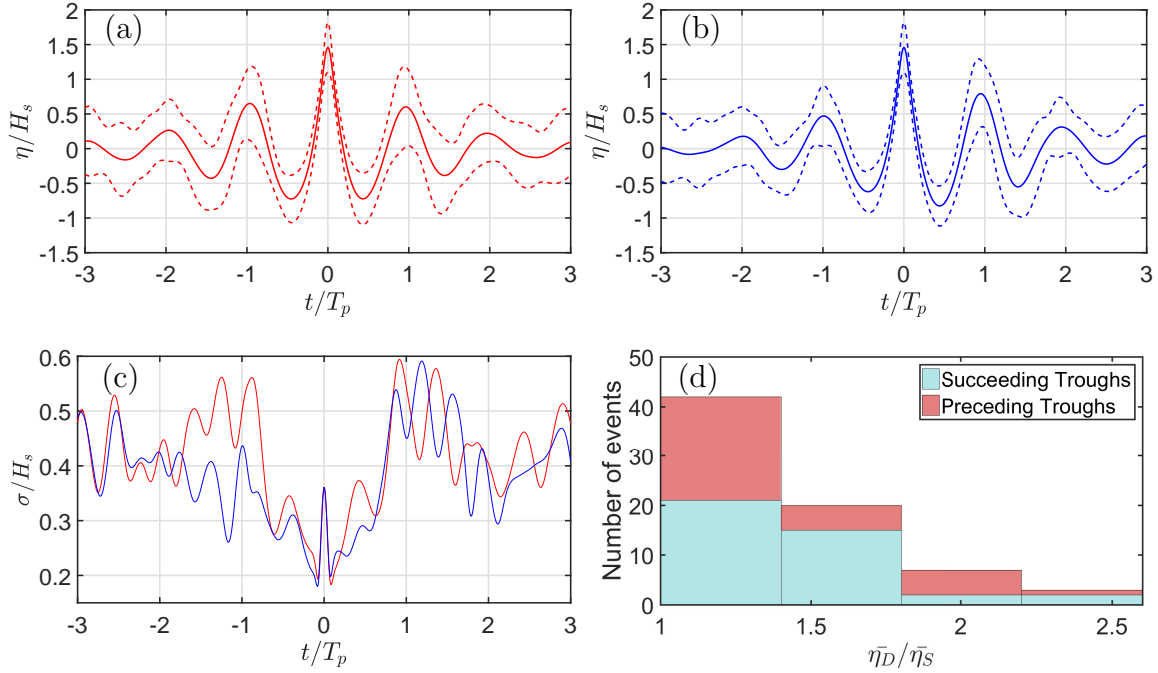 (a)
2
1.5
1
0.5
0
-0.5
-1
-1.5
η/H_s
-3 -2 -1 0 1 2 3
t/T_p
(b)
2
1.5
1
0.5
0
-0.5
-1
-1.5
η/H_s
-3 -2 -1 0 1 2 3
t/T_p
(c)
0.6
0.5
0.4
0.3
0.2
σ/H_s
-3 -2 -1 0 1 2 3
t/T_p
(d)
Succeeding Troughs
Preceding Troughs
50
40
30
20
10
0
Number of events
1 1.5 2 2.5
η̄_D/η̄_S